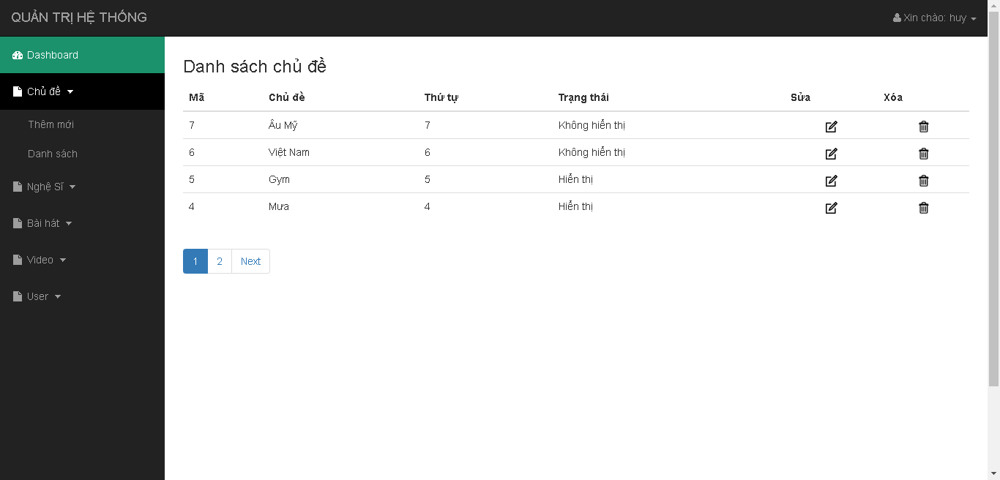 QUẢN TRỊ HỆ THỐNG
Xin chào: huy
Dashboard
Chủ đề
Thêm mới
Danh sách
Nghệ Sĩ
Bài hát
Video
User
Danh sách chủ đề
Mã Chủ đề Thứ tự Trạng thái Sửa Xóa
7 Âu Mỹ 7 Không hiển thị
6 Việt Nam 6 Không hiển thị
5 Gym 5 Hiển thị
4 Mưa 4 Hiển thị
1 2 Next